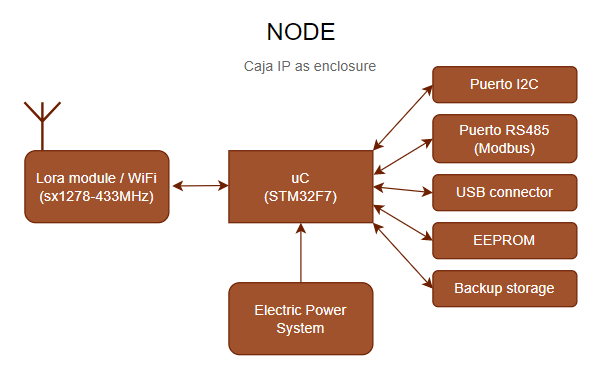 NODE
Caja IP as enclosure
Lora module / WiFi
(sx1278-433MHz)
uC
(STM32F7)
Electric Power
System
Puerto I2C
Puerto RS485
(Modbus)
USB connector
EEPROM
Backup storage